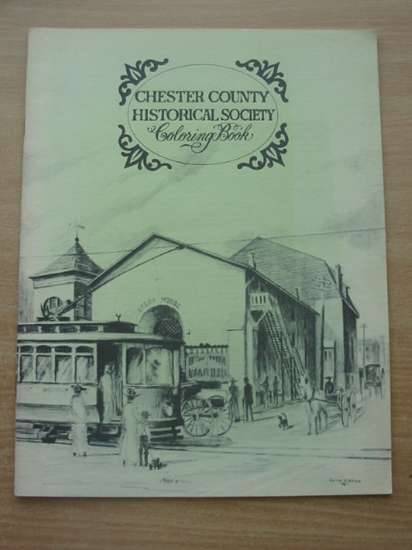 CHESTER COUNTY
HISTORICAL SOCIETY
Coloring Book